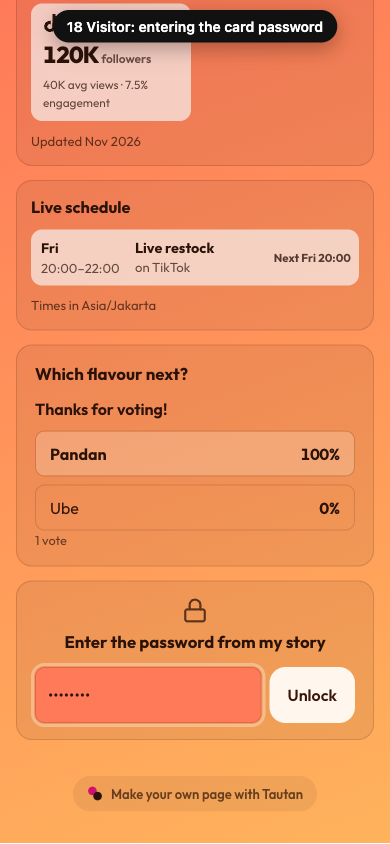 18 Visitor: entering the card password
120K followers
40K avg views · 7.5%
engagement
Updated Nov 2026
Live schedule
Fri
20:00–22:00
Live restock
on TikTok
Next Fri 20:00
Times in Asia/Jakarta
Which flavour next?
Thanks for voting!
Pandan 100%
Ube 0%
1 vote
Enter the password from my story
•••••••• Unlock
Make your own page with Tautan